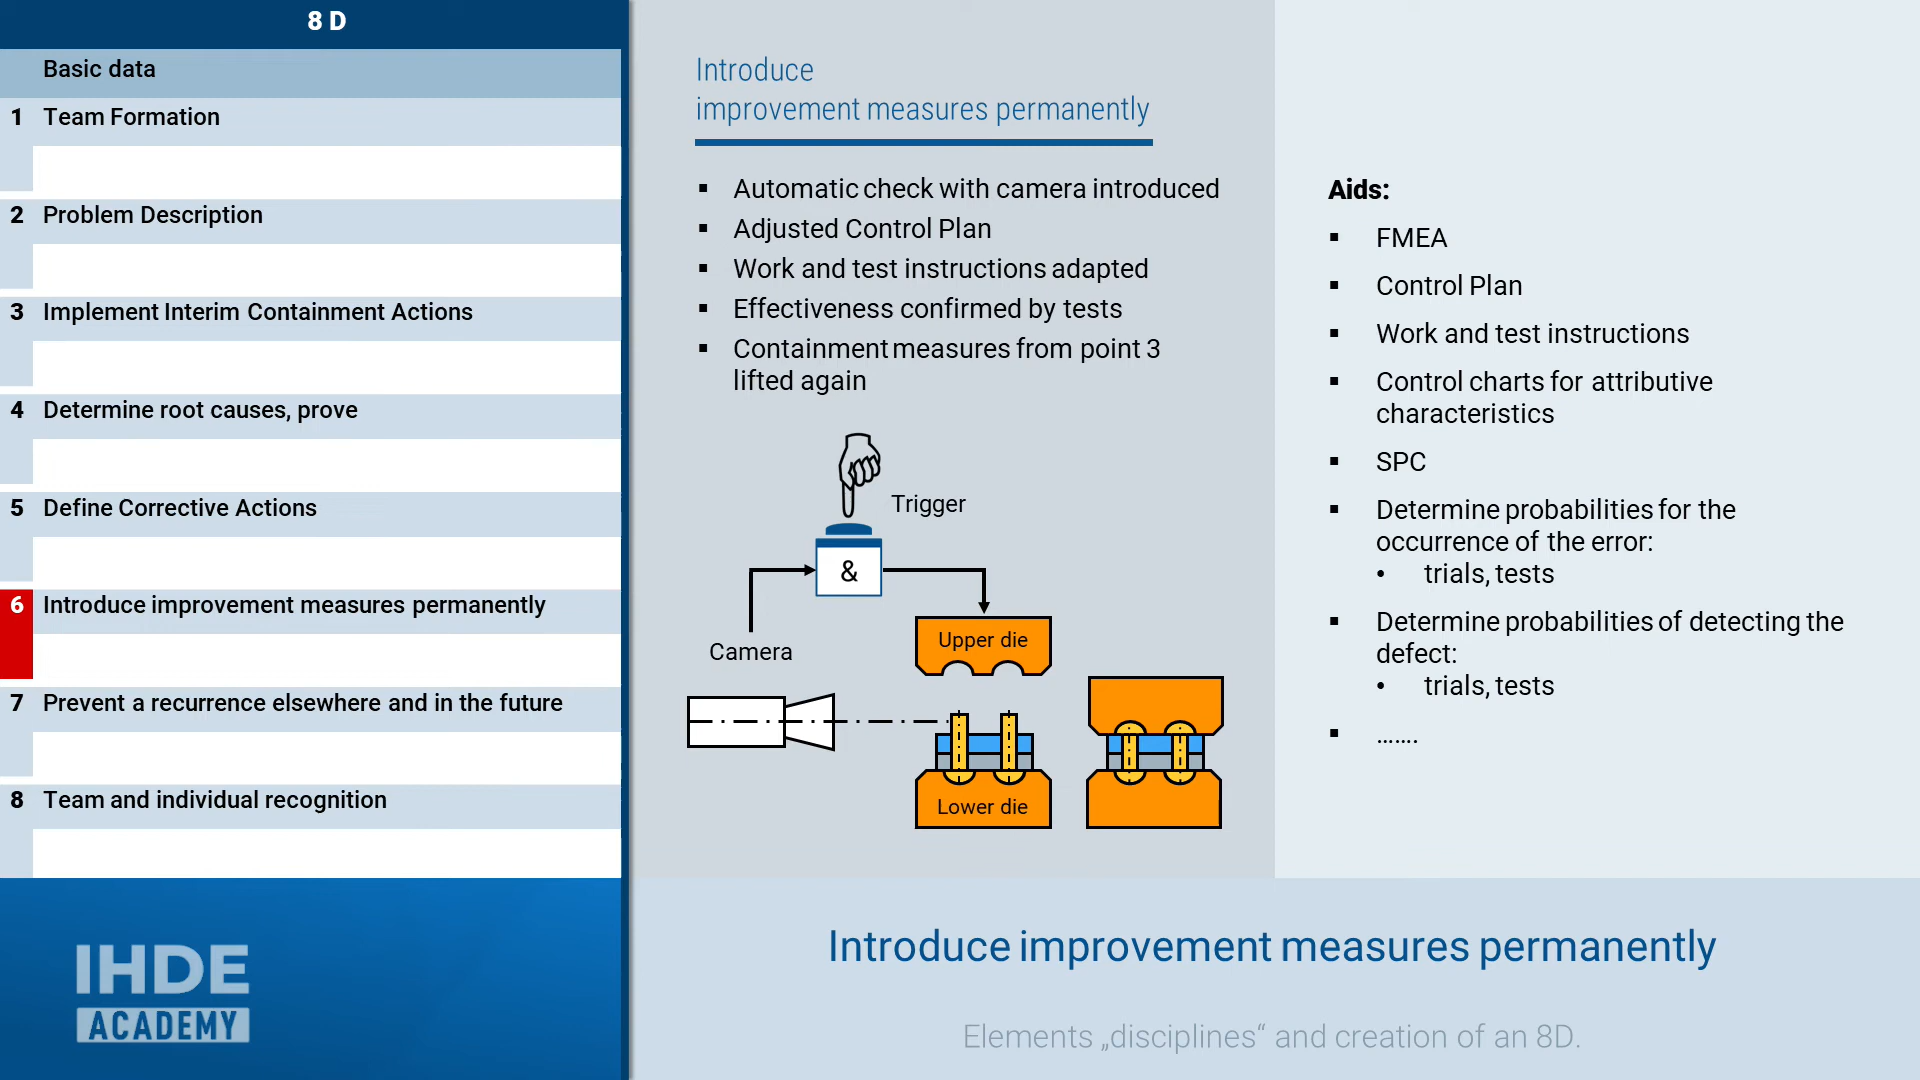 8 D
Basic data
1 Team Formation
2 Problem Description
3 Implement Interim Containment Actions
4 Determine root causes, prove
5 Define Corrective Actions
6 Introduce improvement measures permanently
7 Prevent a recurrence elsewhere and in the future
8 Team and individual recognition
IHDE
ACADEMY
Introduce
improvement measures permanently
▪ Automatic check with camera introduced
▪ Adjusted Control Plan
▪ Work and test instructions adapted
▪ Effectiveness confirmed by tests
▪ Containment measures from point 3
lifted again
Trigger
&
Camera
Upper die
Lower die
Aids:
▪ FMEA
▪ Control Plan
▪ Work and test instructions
▪ Control charts for attributive
characteristics
▪ SPC
▪ Determine probabilities for the
occurrence of the error:
• trials, tests
▪ Determine probabilities of detecting the
defect:
• trials, tests
▪ …….
Introduce improvement measures permanently
Elements „disciplines“ and creation of an 8D.